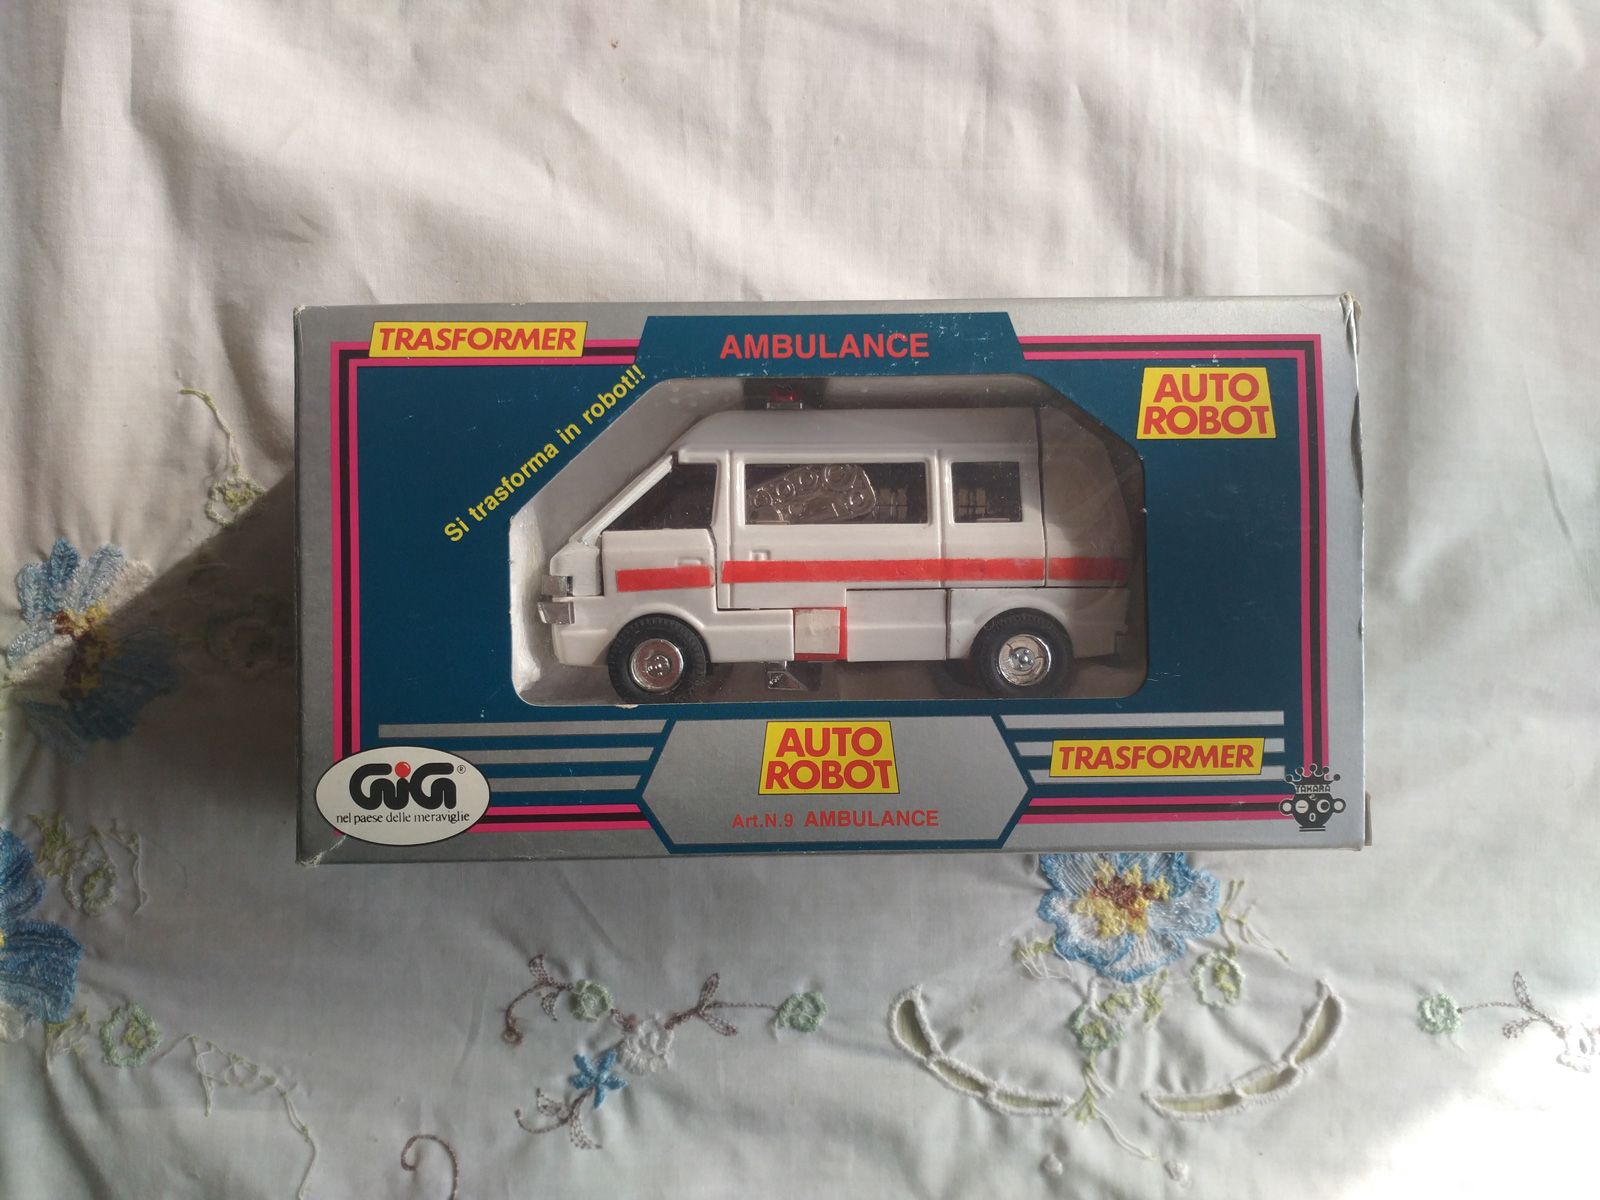 TRASFORMER
AMBULANCE
AUTO
ROBOT
Si trasforma in robot!!
AUTO
ROBOT
TRASFORMER
Art.N.9 AMBULANCE
GiG®
nel paese delle meraviglie
TAKARA